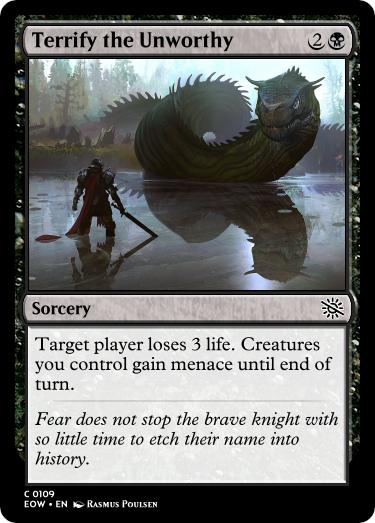 Terrify the Unworthy 2
Sorcery
Target player loses 3 life. Creatures
you control gain menace until end of
turn.
Fear does not stop the brave knight with
so little time to etch their name into
history.
C 0109
EOW • EN Rasmus Poulsen